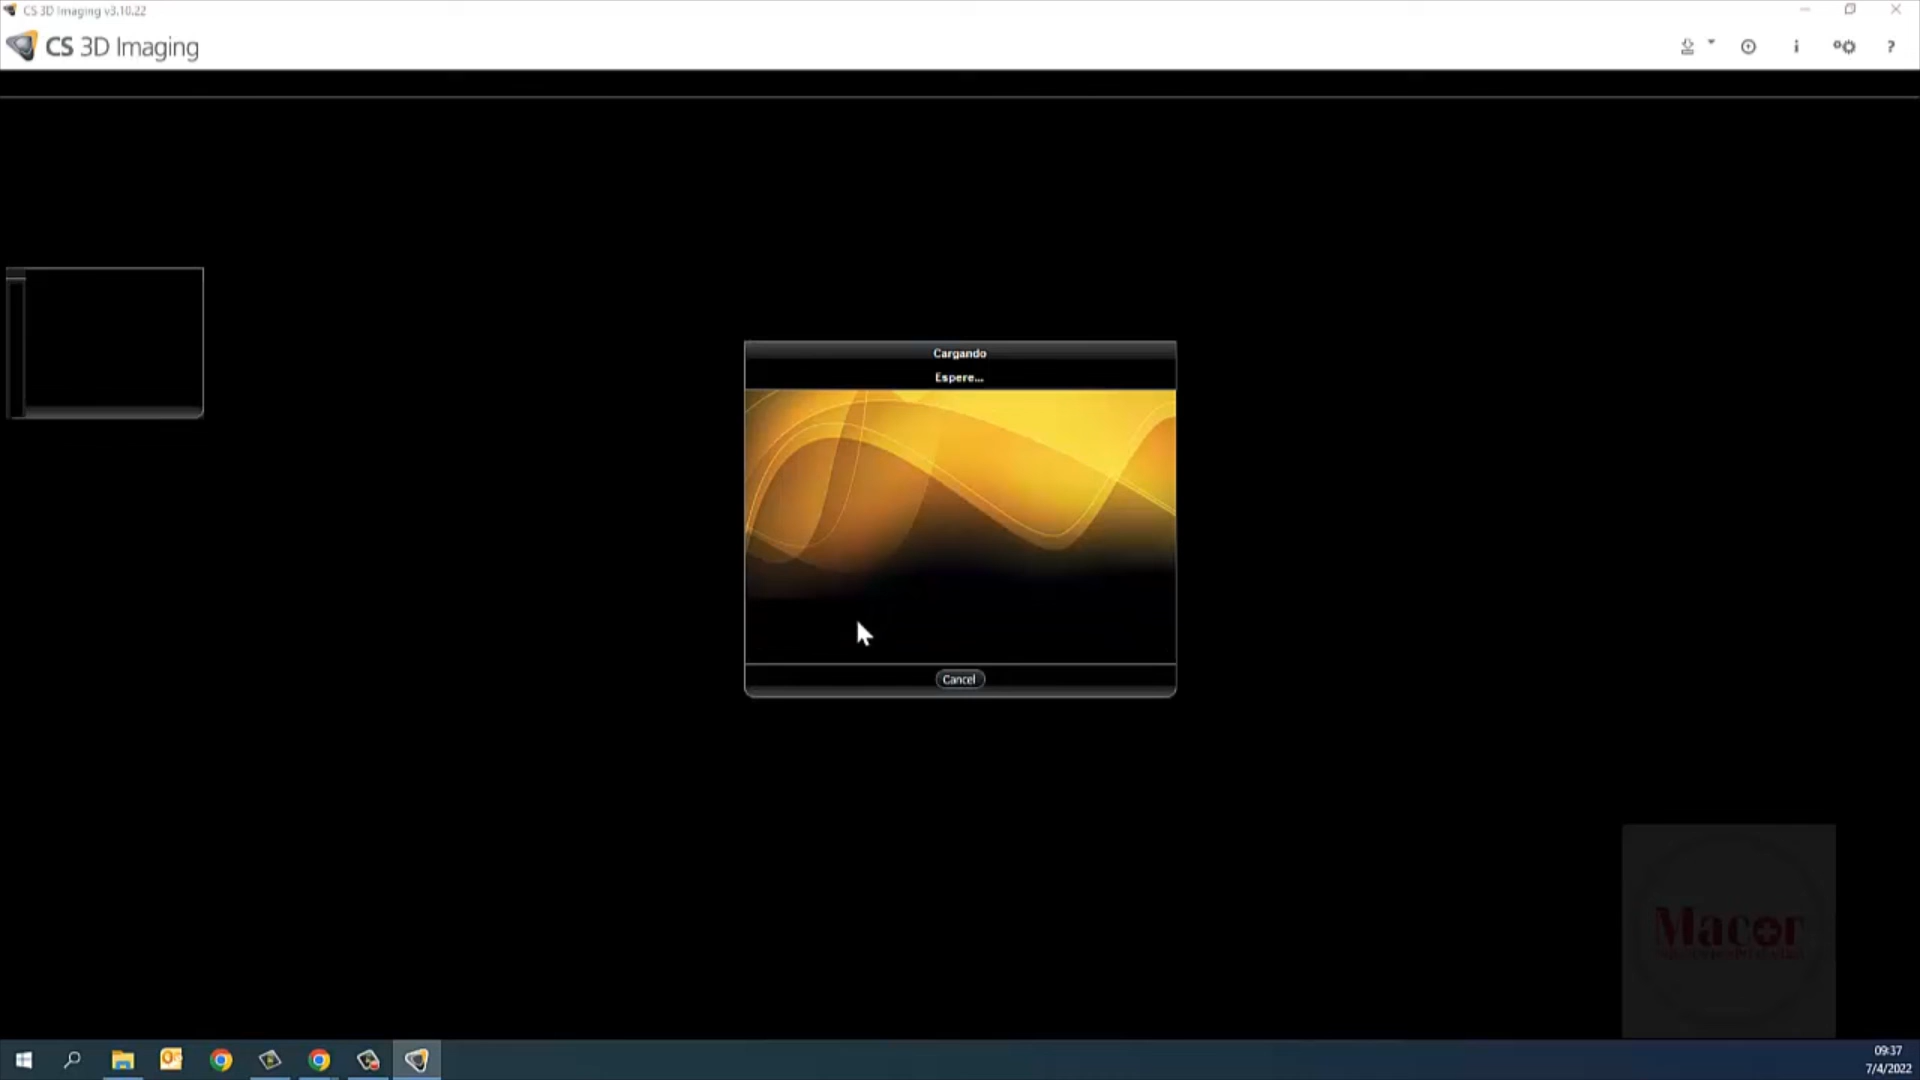 CS 3D Imaging v3.10.22
CS 3D Imaging
Cargando
Espere...
Cancel
Macor
09:37
7/4/2022